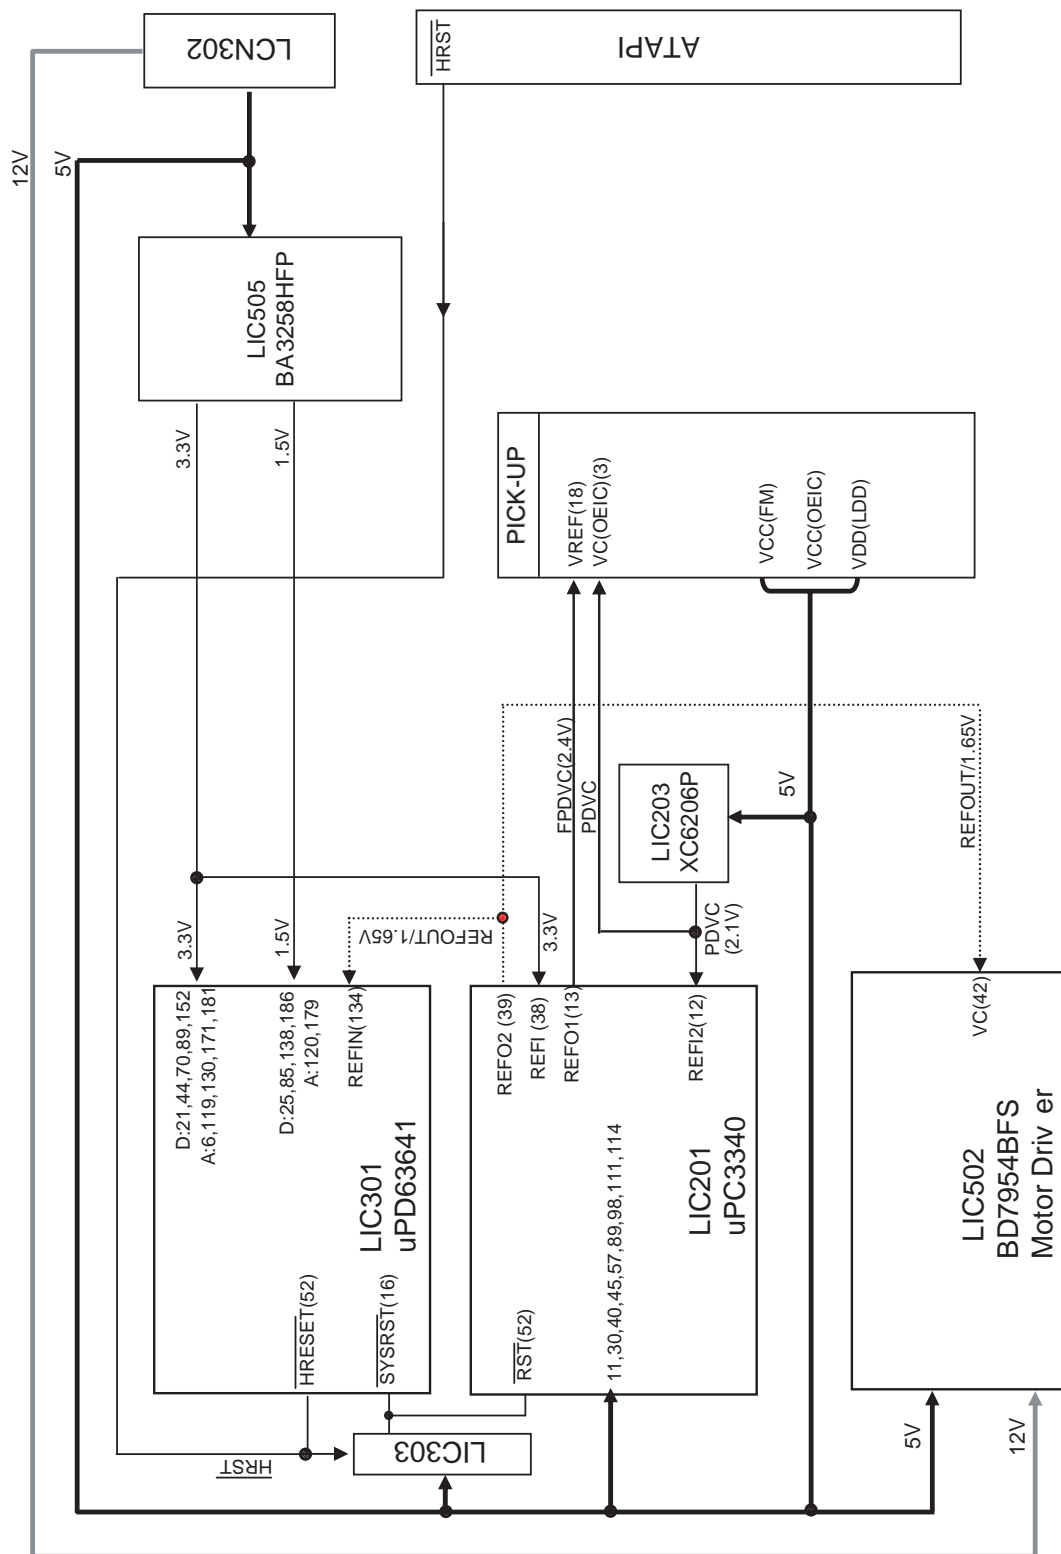 LCN302
12V
5V
HRST
ATAPI
LIC505
BA3258HFP
3.3V
1.5V
PICK-UP
VREF(18)
VC(OEIC)(3)
VCC(FM)
VCC(OEIC)
VDD(LDD)
FPDVC(2.4V)
PDVC
LIC203
XC6206P
5V
REFOUT/1.65V
PDVC
(2.1V)
3.3V
1.5V
REFOUT/1.65V
3.3V
D:21,44,70,89,152
A:6,119,130,171,181
D:25,85,138,186
A:120,179
REFIN(134)
LIC301
uPD63641
HRESET(52)
SYSRST(16)
REFO2 (39)
REFI (38)
REFO1(13)
REFI2(12)
LIC201
uPC3340
RST(52)
11,30,40,45,57,89,98,111,114
VC(42)
LIC502
BD7954BFS
Motor Driv er
HRST
LIC303
5V
12V